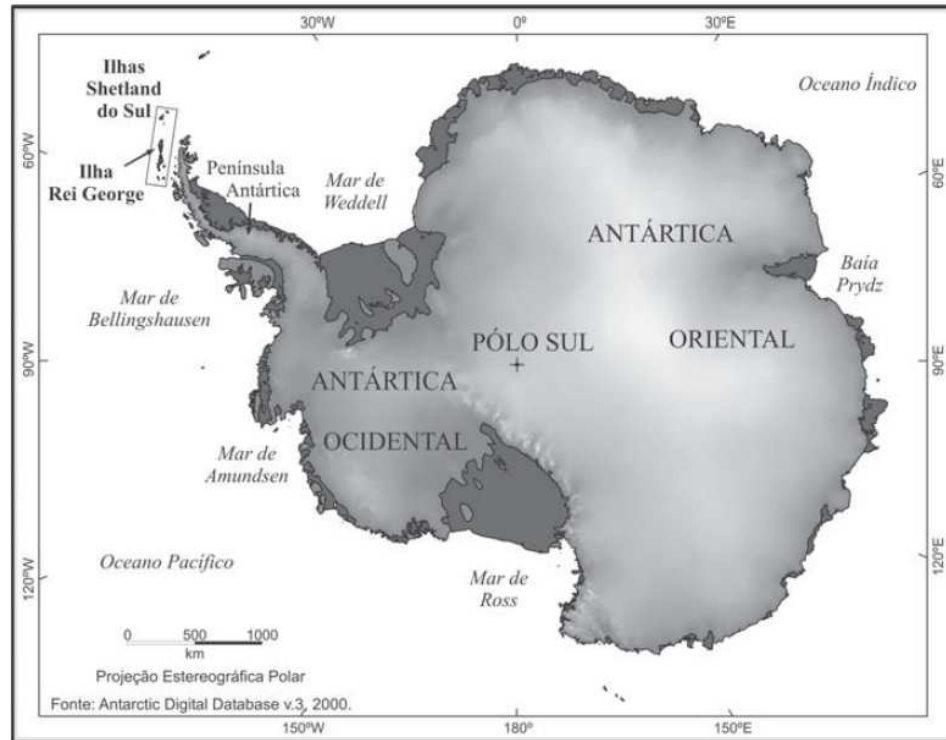 30ºW
0º
30ºE
Ilhas
Shetland
do Sul
Oceano Índico
60ºW
60ºE
Ilha
Rei George
Península
Antártica
Mar de
Weddell
ANTÁRTICA
Baía
Prydz
Mar de
Bellingshausen
PÓLO SUL
ORIENTAL
90ºW
90ºE
ANTÁRTICA
OCIDENTAL
Mar de
Amundsen
Oceano Pacífico
Mar de
Ross
120ºW
120ºE
0 500 1000
km
Projeção Estereográfica Polar
Fonte: Antarctic Digital Database v.3, 2000.
150ºW
180º
150ºE